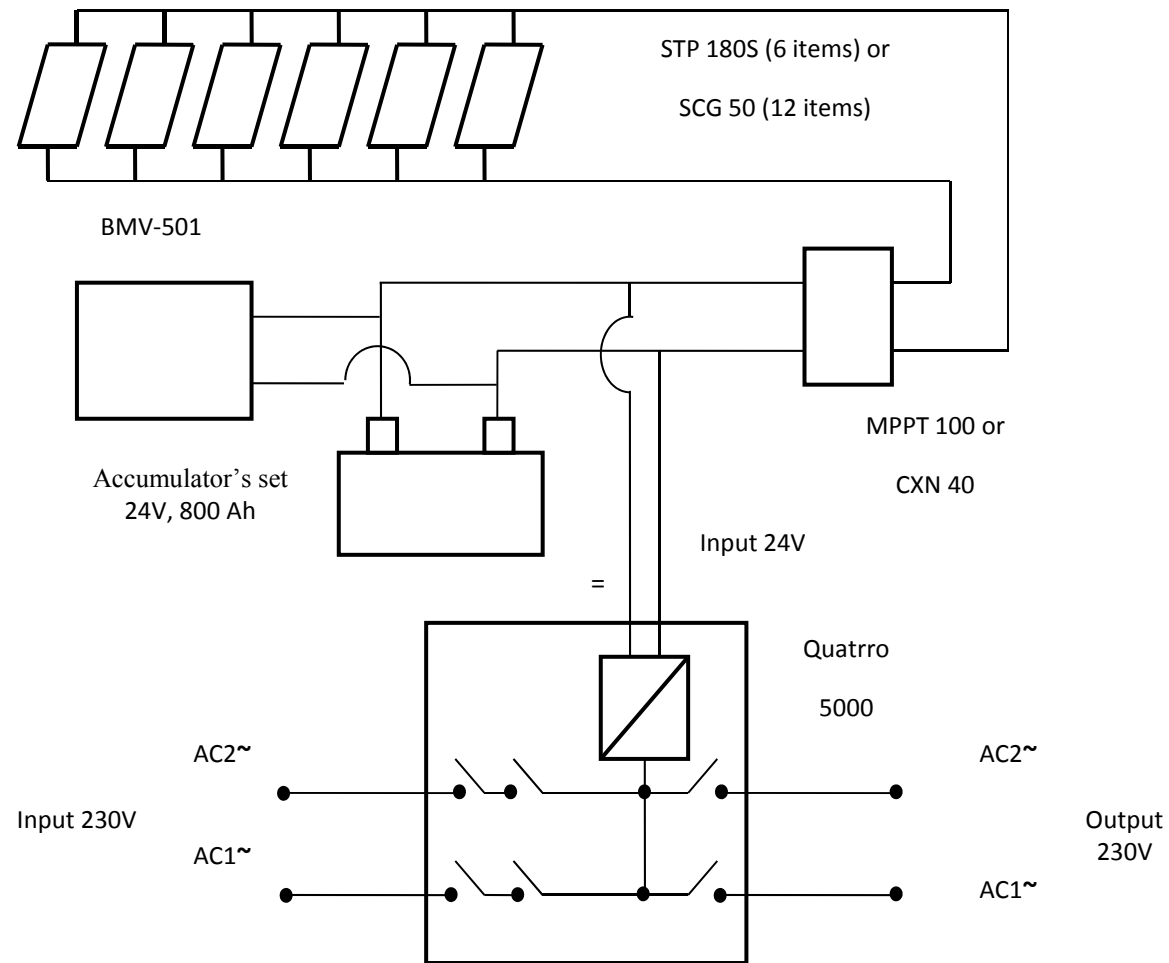 STP 180S (6 items) or
SCG 50 (12 items)
BMV-501
MPPT 100 or
CXN 40
Accumulator’s set
24V, 800 Ah
Input 24V
=
Quatrro
5000
AC2~
AC2~
Input 230V
Output
230V
AC1~
AC1~